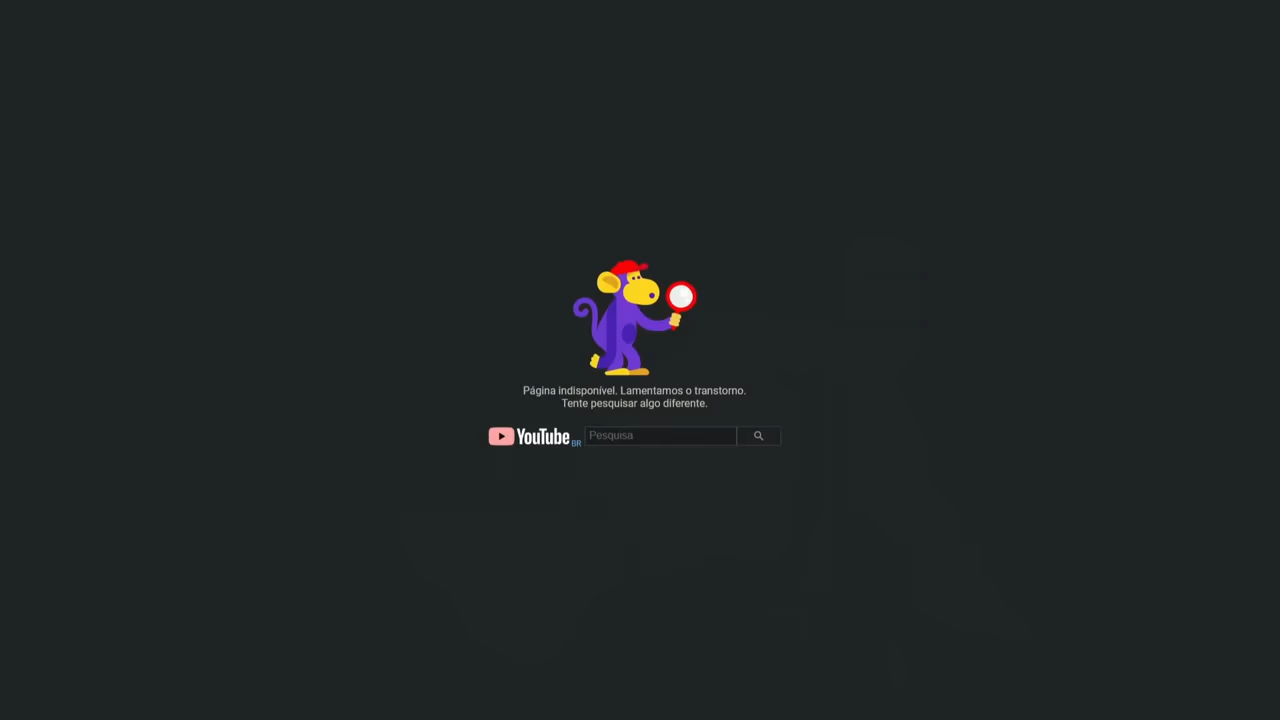 Página indisponível. Lamentamos o transtorno.
Tente pesquisar algo diferente.
YouTube BR Pesquisa